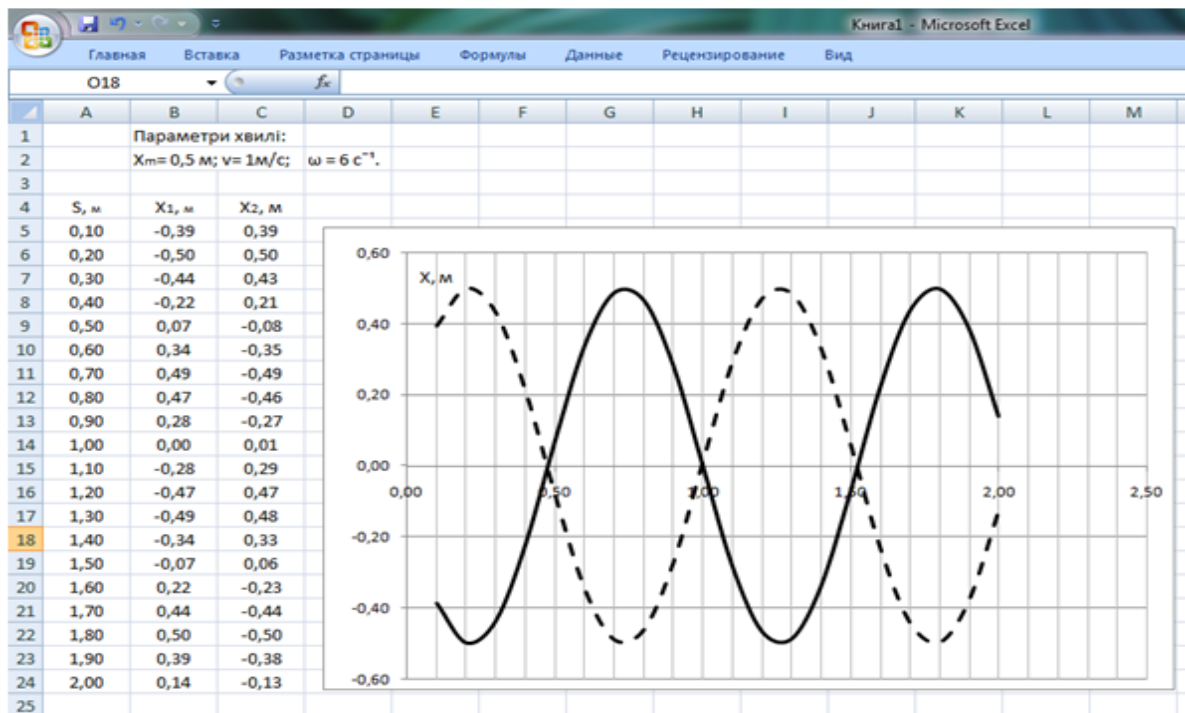 Книга1 - Microsoft Excel
Главная Вставка Разметка страницы Формулы Данные Рецензирование Вид
O18 fx
A B C D E F G H I J K L M
1 Параметри хвилі:
2 Xm= 0,5 м; v= 1м/с; ω = 6 с⁻¹.
3
4 S, м X1, м X2, м
5 0,10 -0,39 0,39
6 0,20 -0,50 0,50
7 0,30 -0,44 0,43
8 0,40 -0,22 0,21
9 0,50 0,07 -0,08
10 0,60 0,34 -0,35
11 0,70 0,49 -0,49
12 0,80 0,47 -0,46
13 0,90 0,28 -0,27
14 1,00 0,00 0,01
15 1,10 -0,28 0,29
16 1,20 -0,47 0,47
17 1,30 -0,49 0,48
18 1,40 -0,34 0,33
19 1,50 -0,07 0,06
20 1,60 0,22 -0,23
21 1,70 0,44 -0,44
22 1,80 0,50 -0,50
23 1,90 0,39 -0,38
24 2,00 0,14 -0,13
25
X, м
0,60
0,40
0,20
0,00
-0,20
-0,40
-0,60
0,00 0,50 1,00 1,50 2,00 2,50